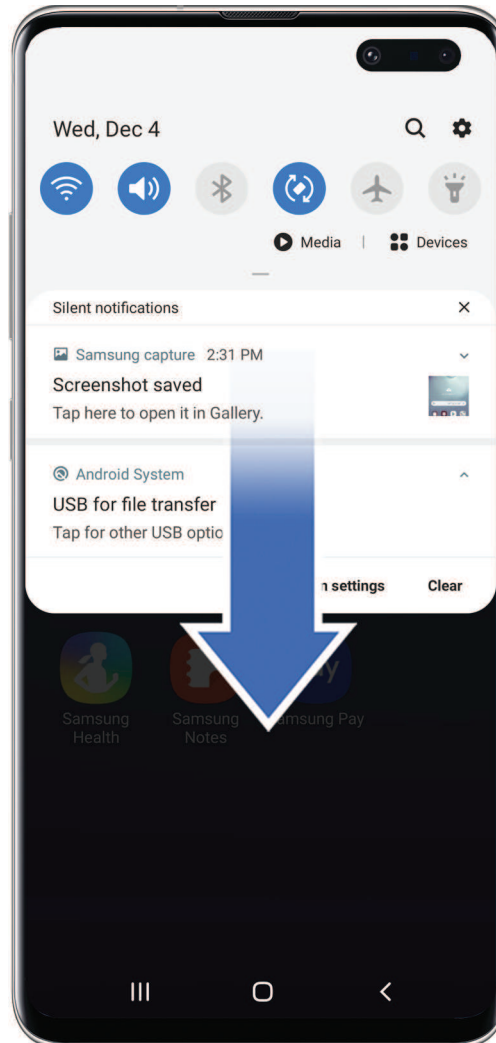 Wed, Dec 4
Media | Devices
Silent notifications
Samsung capture 2:31 PM
Screenshot saved
Tap here to open it in Gallery.
Android System
USB for file transfer
Tap for other USB optio
n settings Clear
Samsung Health
Samsung Notes
amsung Pay